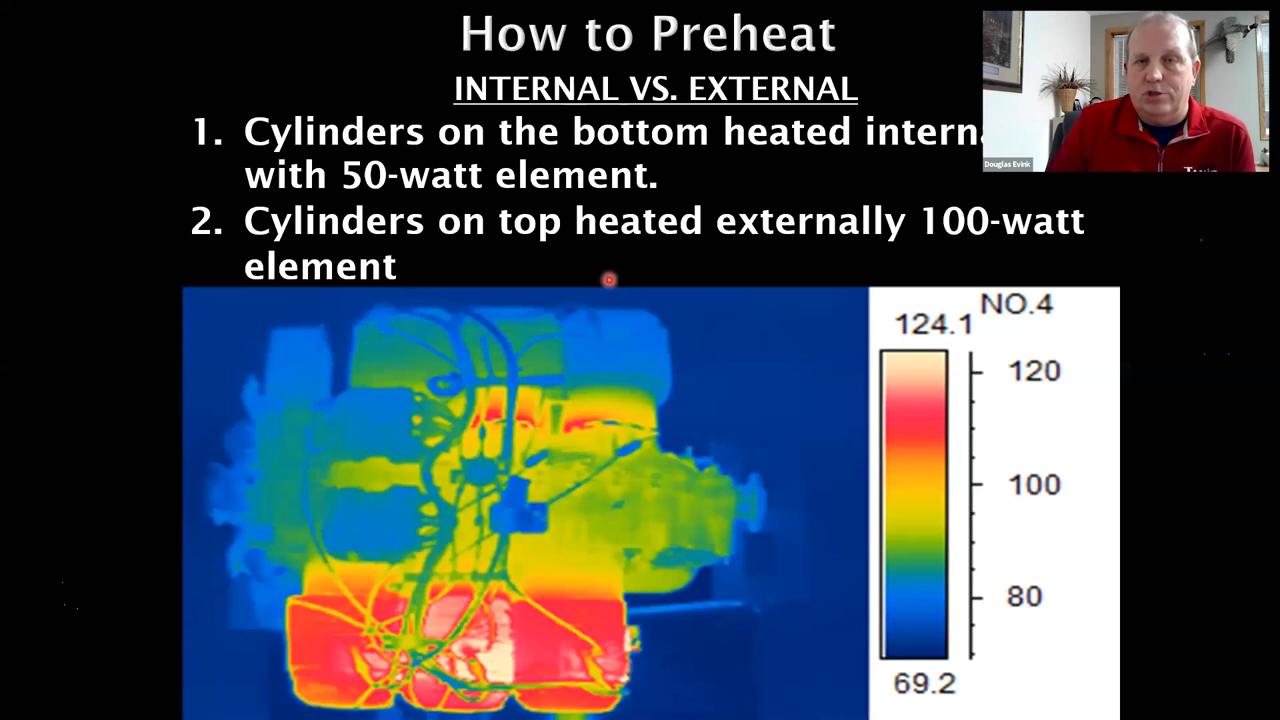 How to Preheat
INTERNAL VS. EXTERNAL
1. Cylinders on the bottom heated
with 50-watt element.
2. Cylinders on top heated externally 100-watt
element
Douglas Evink
NO.4
124.1
120
100
80
69.2